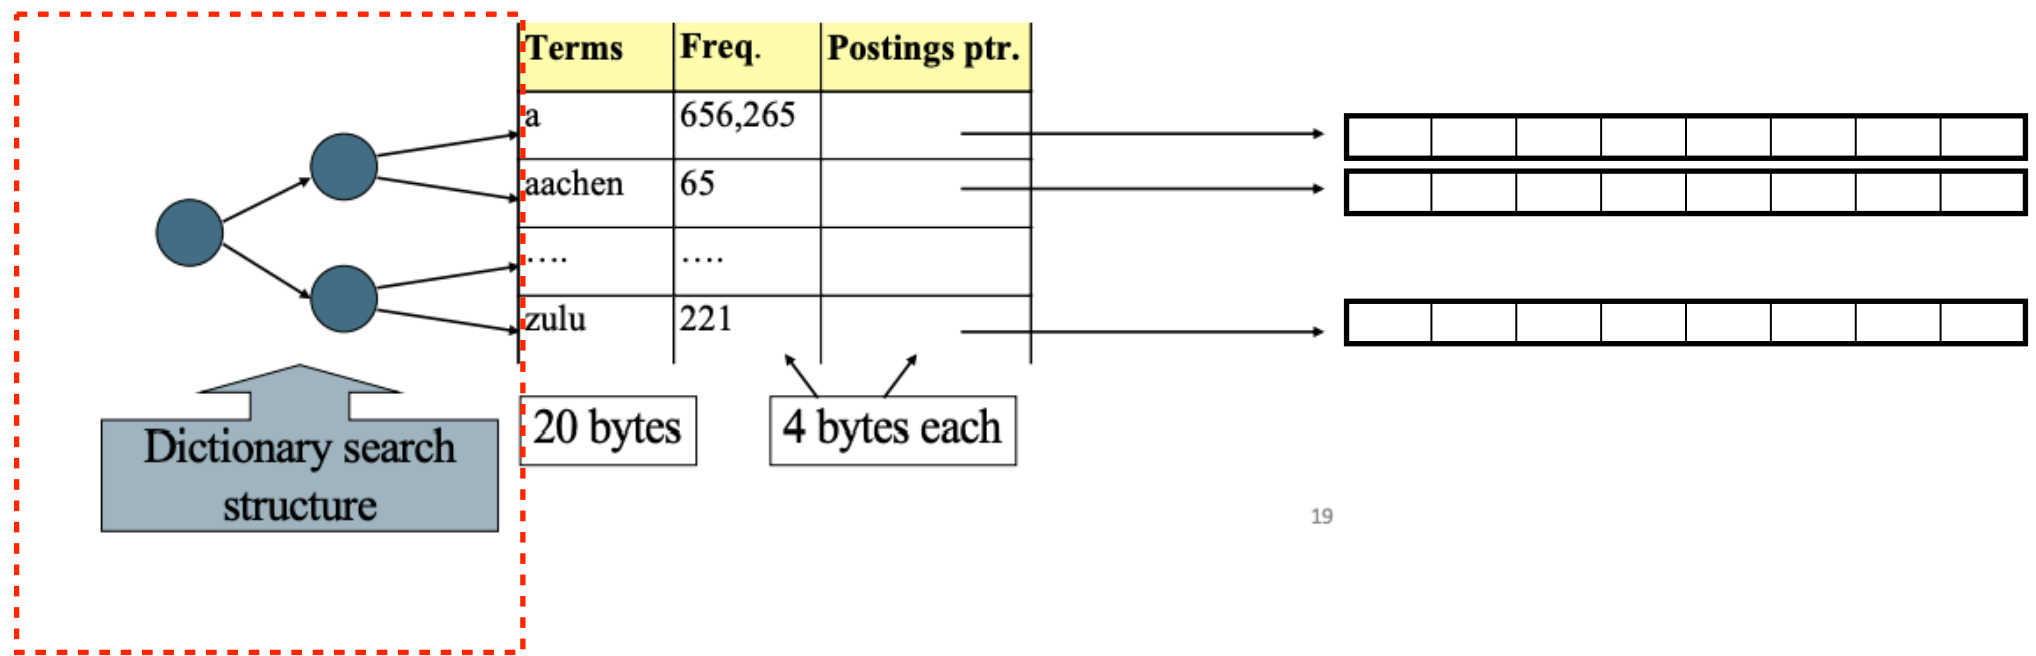 Terms Freq. Postings ptr.
a 656,265
aachen 65
.... ....
zulu 221
20 bytes 4 bytes each
Dictionary search
structure
19